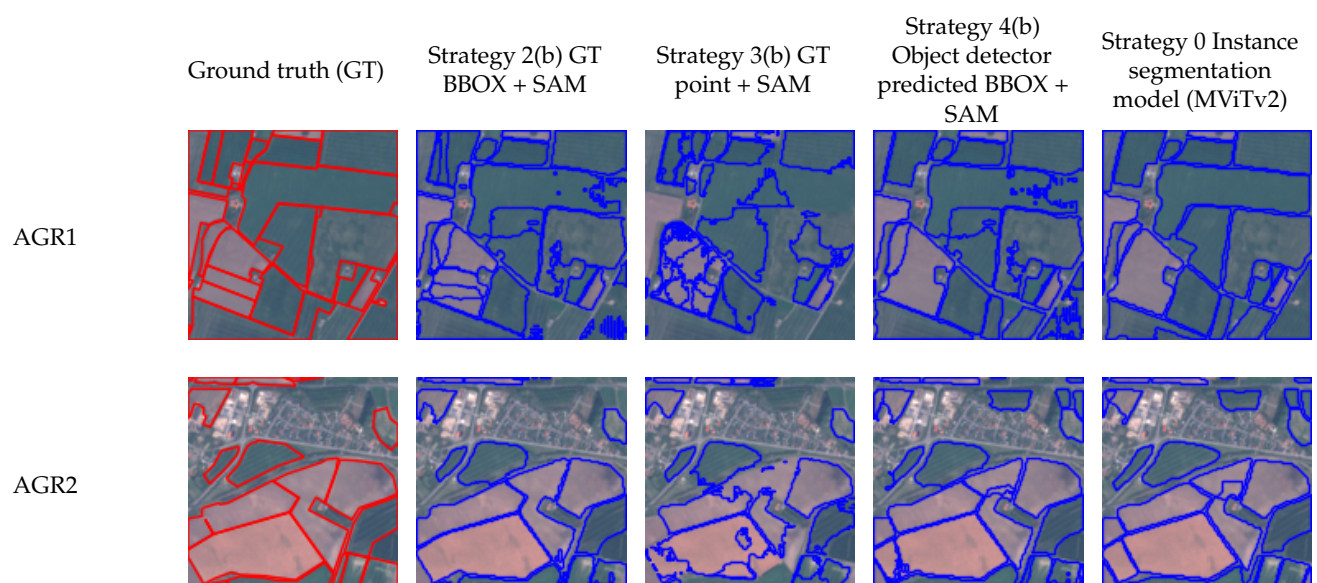 Ground truth (GT)
Strategy 2(b) GT
BBOX + SAM
Strategy 3(b) GT
point + SAM
Strategy 4(b)
Object detector
predicted BBOX +
SAM
Strategy 0 Instance
segmentation
model (MViTv2)
AGR1
AGR2